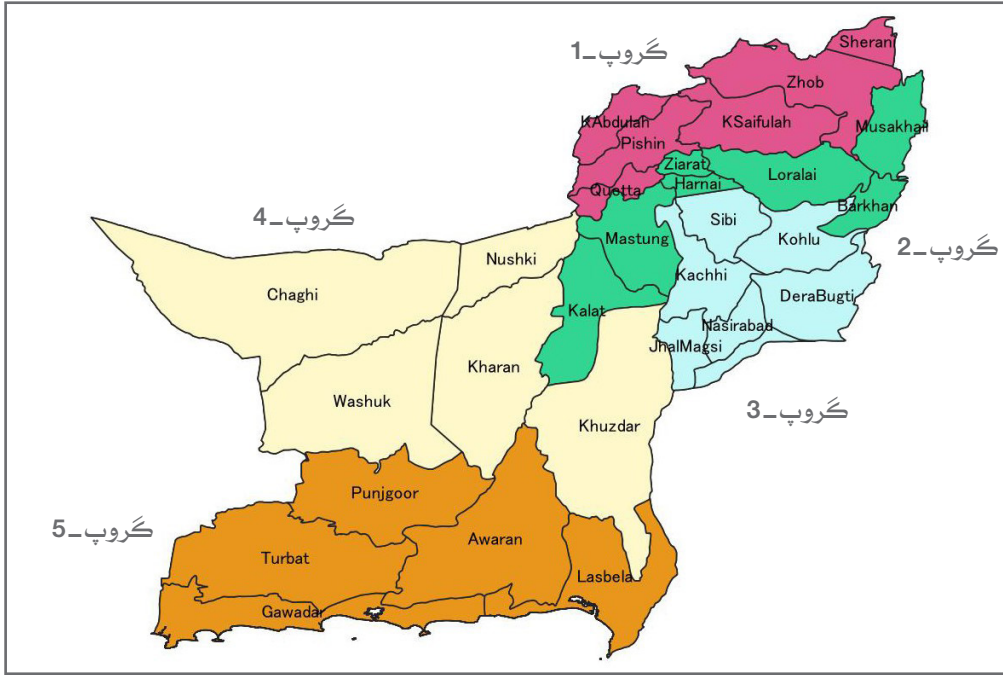 Sherani
گروپ-1
Zhob
KAbdulah
KSaifulah
Musakhail
Pishin
Ziarat
Loralai
Quetta
Harnai
Barkhan
گروپ-4
Sibi
Mastung
Kohlu
گروپ-2
Nushki
Kachhi
Chaghi
DeraBugti
Kalat
Nasirabad
JhalMagsi
Kharan
Washuk
گروپ-3
Khuzdar
Punjgoor
گروپ-5
Awaran
Turbat
Lasbela
Gawadar